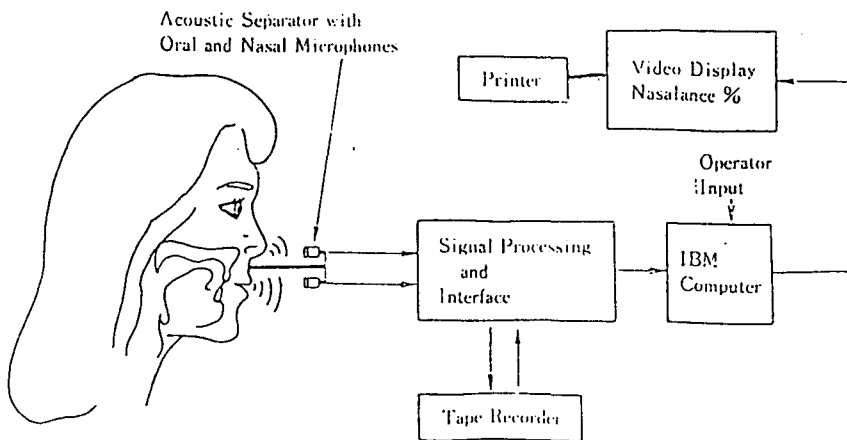 Acoustic Separator with
Oral and Nasal Microphones
Printer
Video Display
Nasalance %
Operator
Input
Signal Processing
and
Interface
IBM
Computer
Tape Recorder